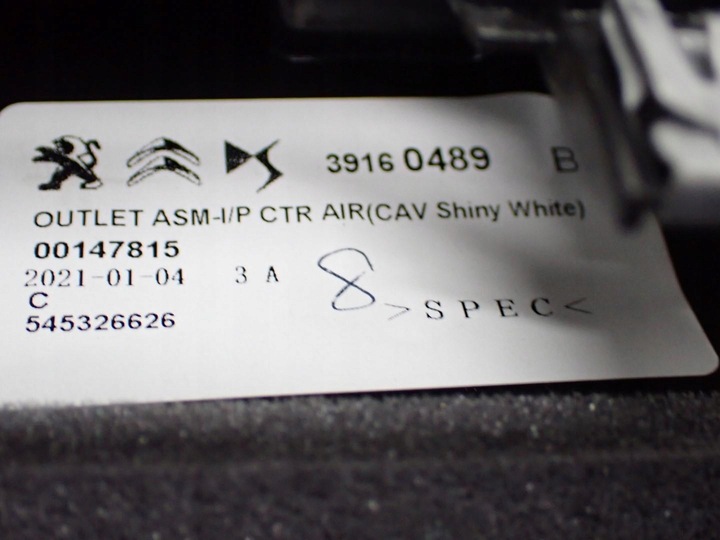 3916 0489 B
OUTLET ASM-I/P CTR AIR(CAV Shiny White)
00147815
2021-01-04 3 A 8
C >SPEC<
545326626